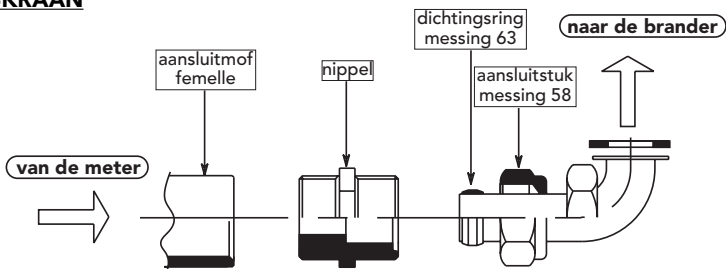 KRAAN
dichtingsring
messing 63
naar de brander
aansluitmof
femelle
nippel
aansluitstuk
messing 58
van de meter